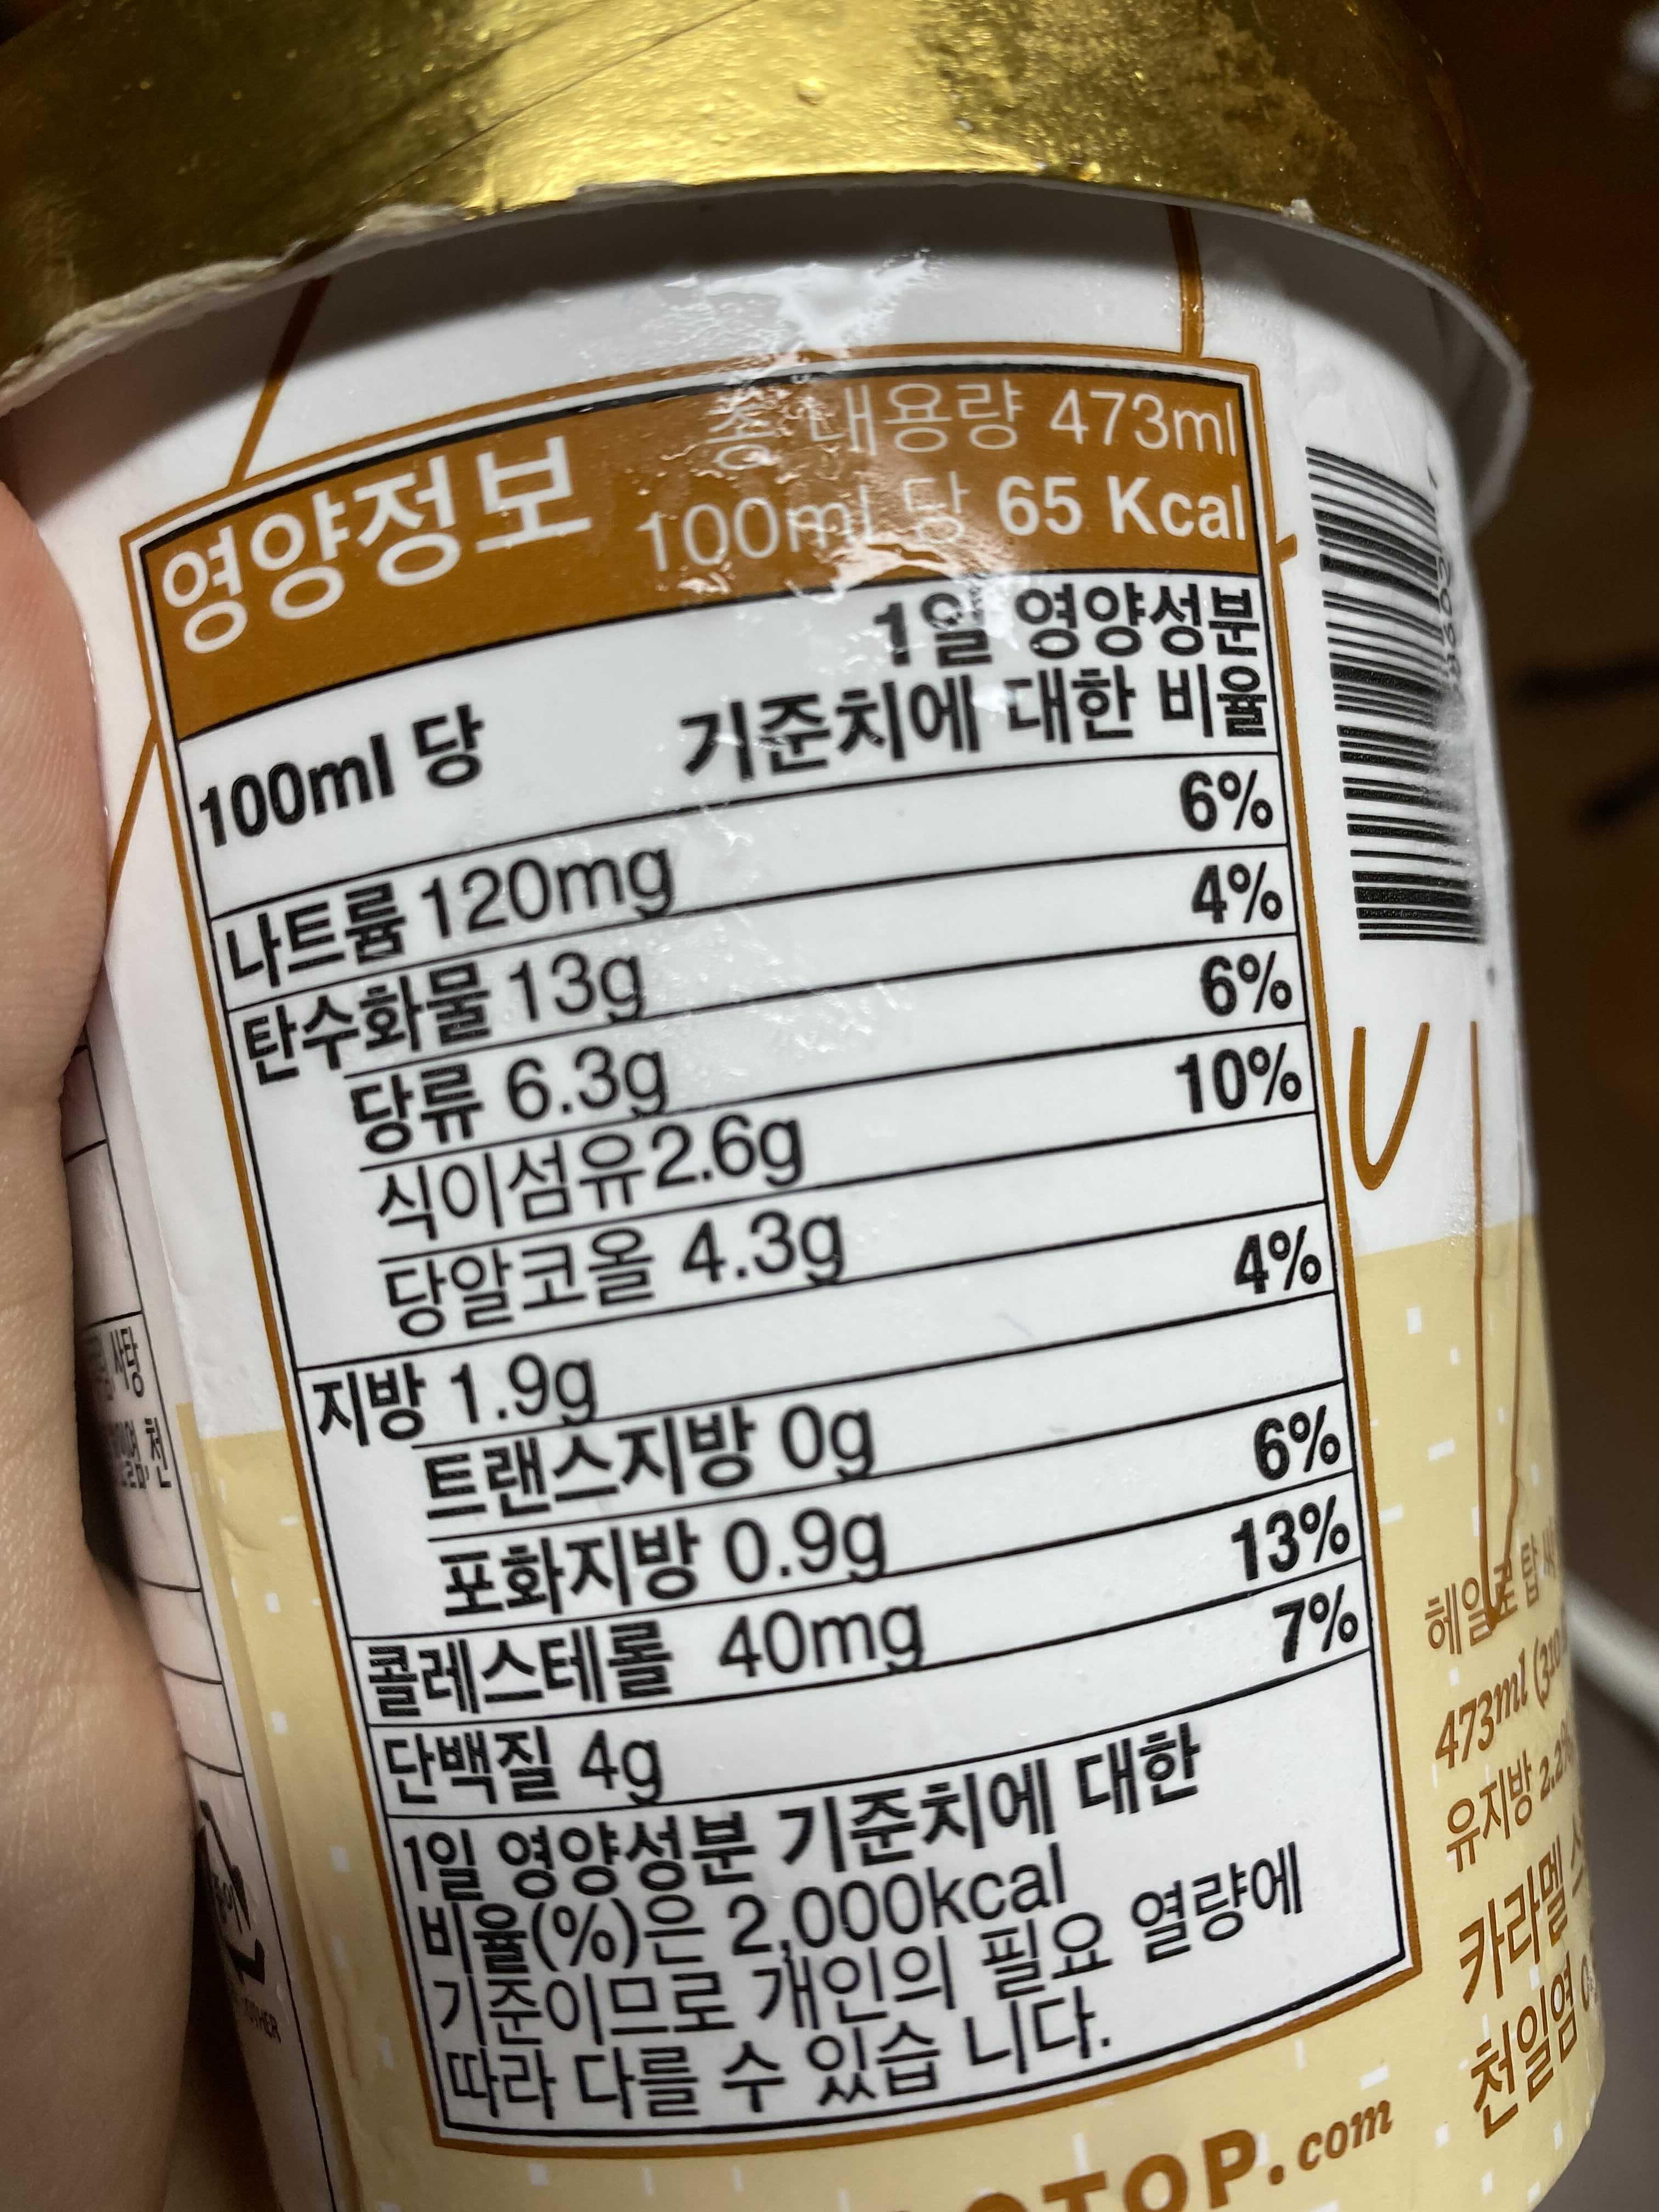 영양정보
총 내용량 473ml
100ml 당 65 Kcal
100ml 당
1일 영양성분
기준치에 대한 비율
나트륨 120mg 6%
탄수화물 13g 4%
당류 6.3g 6%
식이섬유2.6g 10%
당알코올 4.3g
지방 1.9g 4%
트랜스지방 0g
포화지방 0.9g 6%
콜레스테롤 40mg 13%
단백질 4g 7%
1일 영양성분 기준치에 대한
비율(%)은 2,000kcal
기준이므로 개인의 필요 열량에
따라 다를 수 있습 니다.
TOP.com
헤일로 탑
473ml
유지방
카라멜
천일염
사당